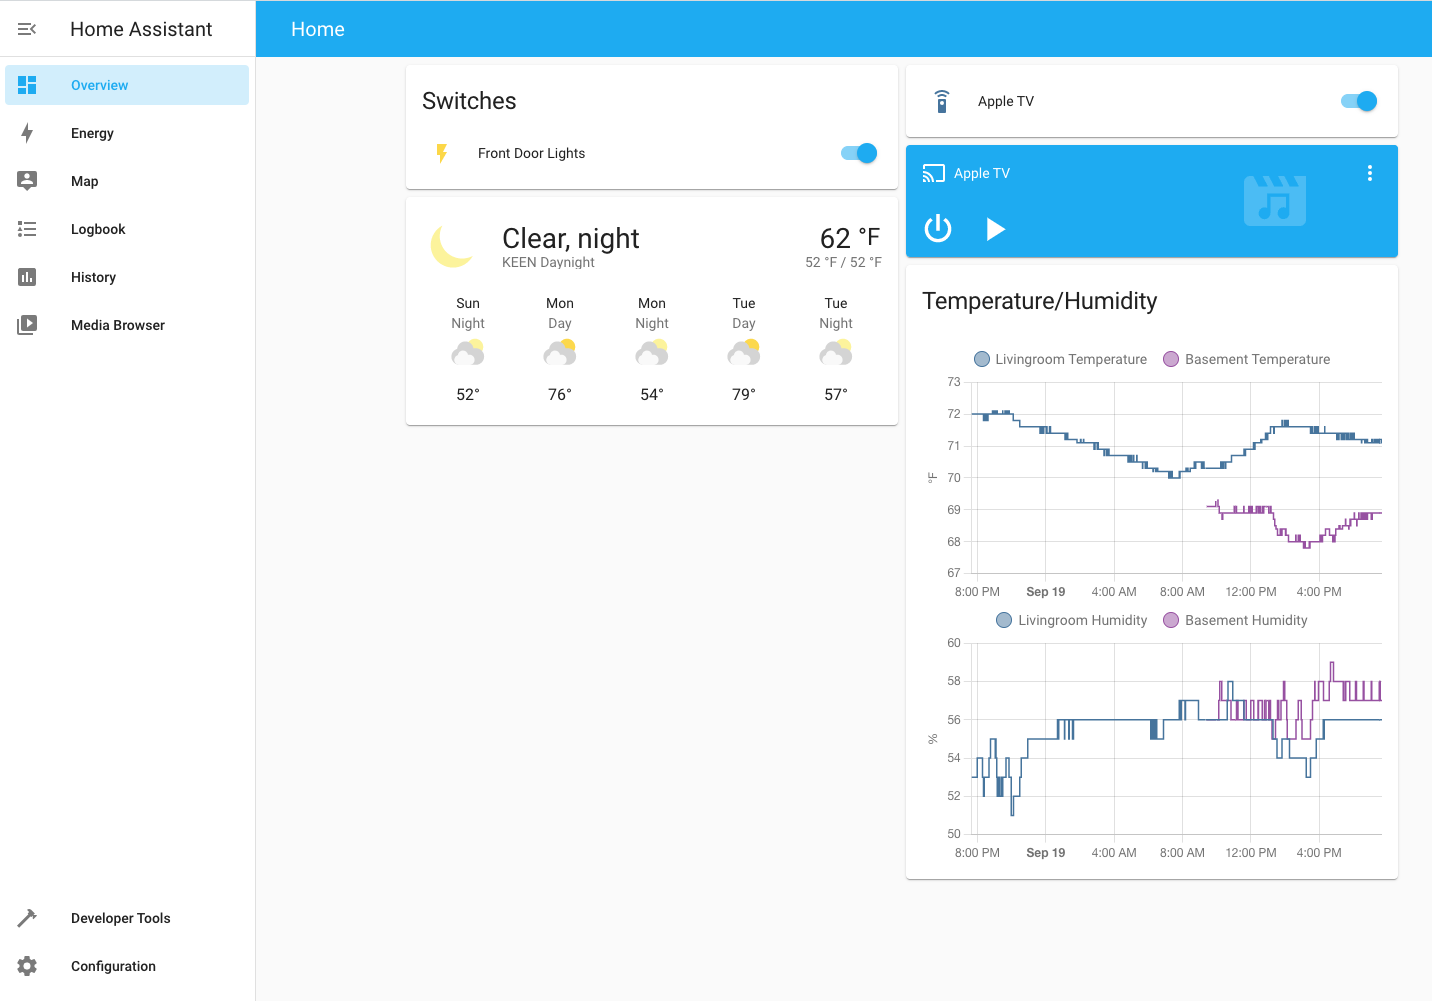 Home Assistant
Home
Overview
Energy
Map
Logbook
History
Media Browser
Developer Tools
Configuration
Switches
Front Door Lights
Clear, night
62 °F
KEEN Daynight
52 °F / 52 °F
Sun Mon Mon Tue Tue
Night Day Night Day Night
52° 76° 54° 79° 57°
Apple TV
Apple TV
Temperature/Humidity
Livingroom Temperature Basement Temperature
73
72
71
70
69
68
67
°F
8:00 PM Sep 19 4:00 AM 8:00 AM 12:00 PM 4:00 PM
Livingroom Humidity Basement Humidity
60
58
56
54
52
50
%
8:00 PM Sep 19 4:00 AM 8:00 AM 12:00 PM 4:00 PM